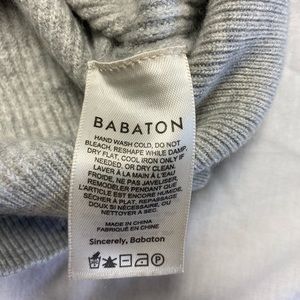 BABATON
HAND WASH COLD, DO NOT
BLEACH, RESHAPE WHILE DAMP,
DRY FLAT, COOL IRON ONLY IF
NEEDED, OR DRY CLEAN.
LAVER À LA MAIN À L'EAU
FROIDE, NE PAS JAVELISER,
REMODELER PENDANT QUE
L'ARTICLE EST ENCORE HUMIDE,
SÉCHER À PLAT, REPASSAGE
DOUX SI NÉCESSAIRE, OU
NETTOYER À SEC.
MADE IN CHINA
FABRIQUÉ EN CHINE
Sincerely, Babaton
P